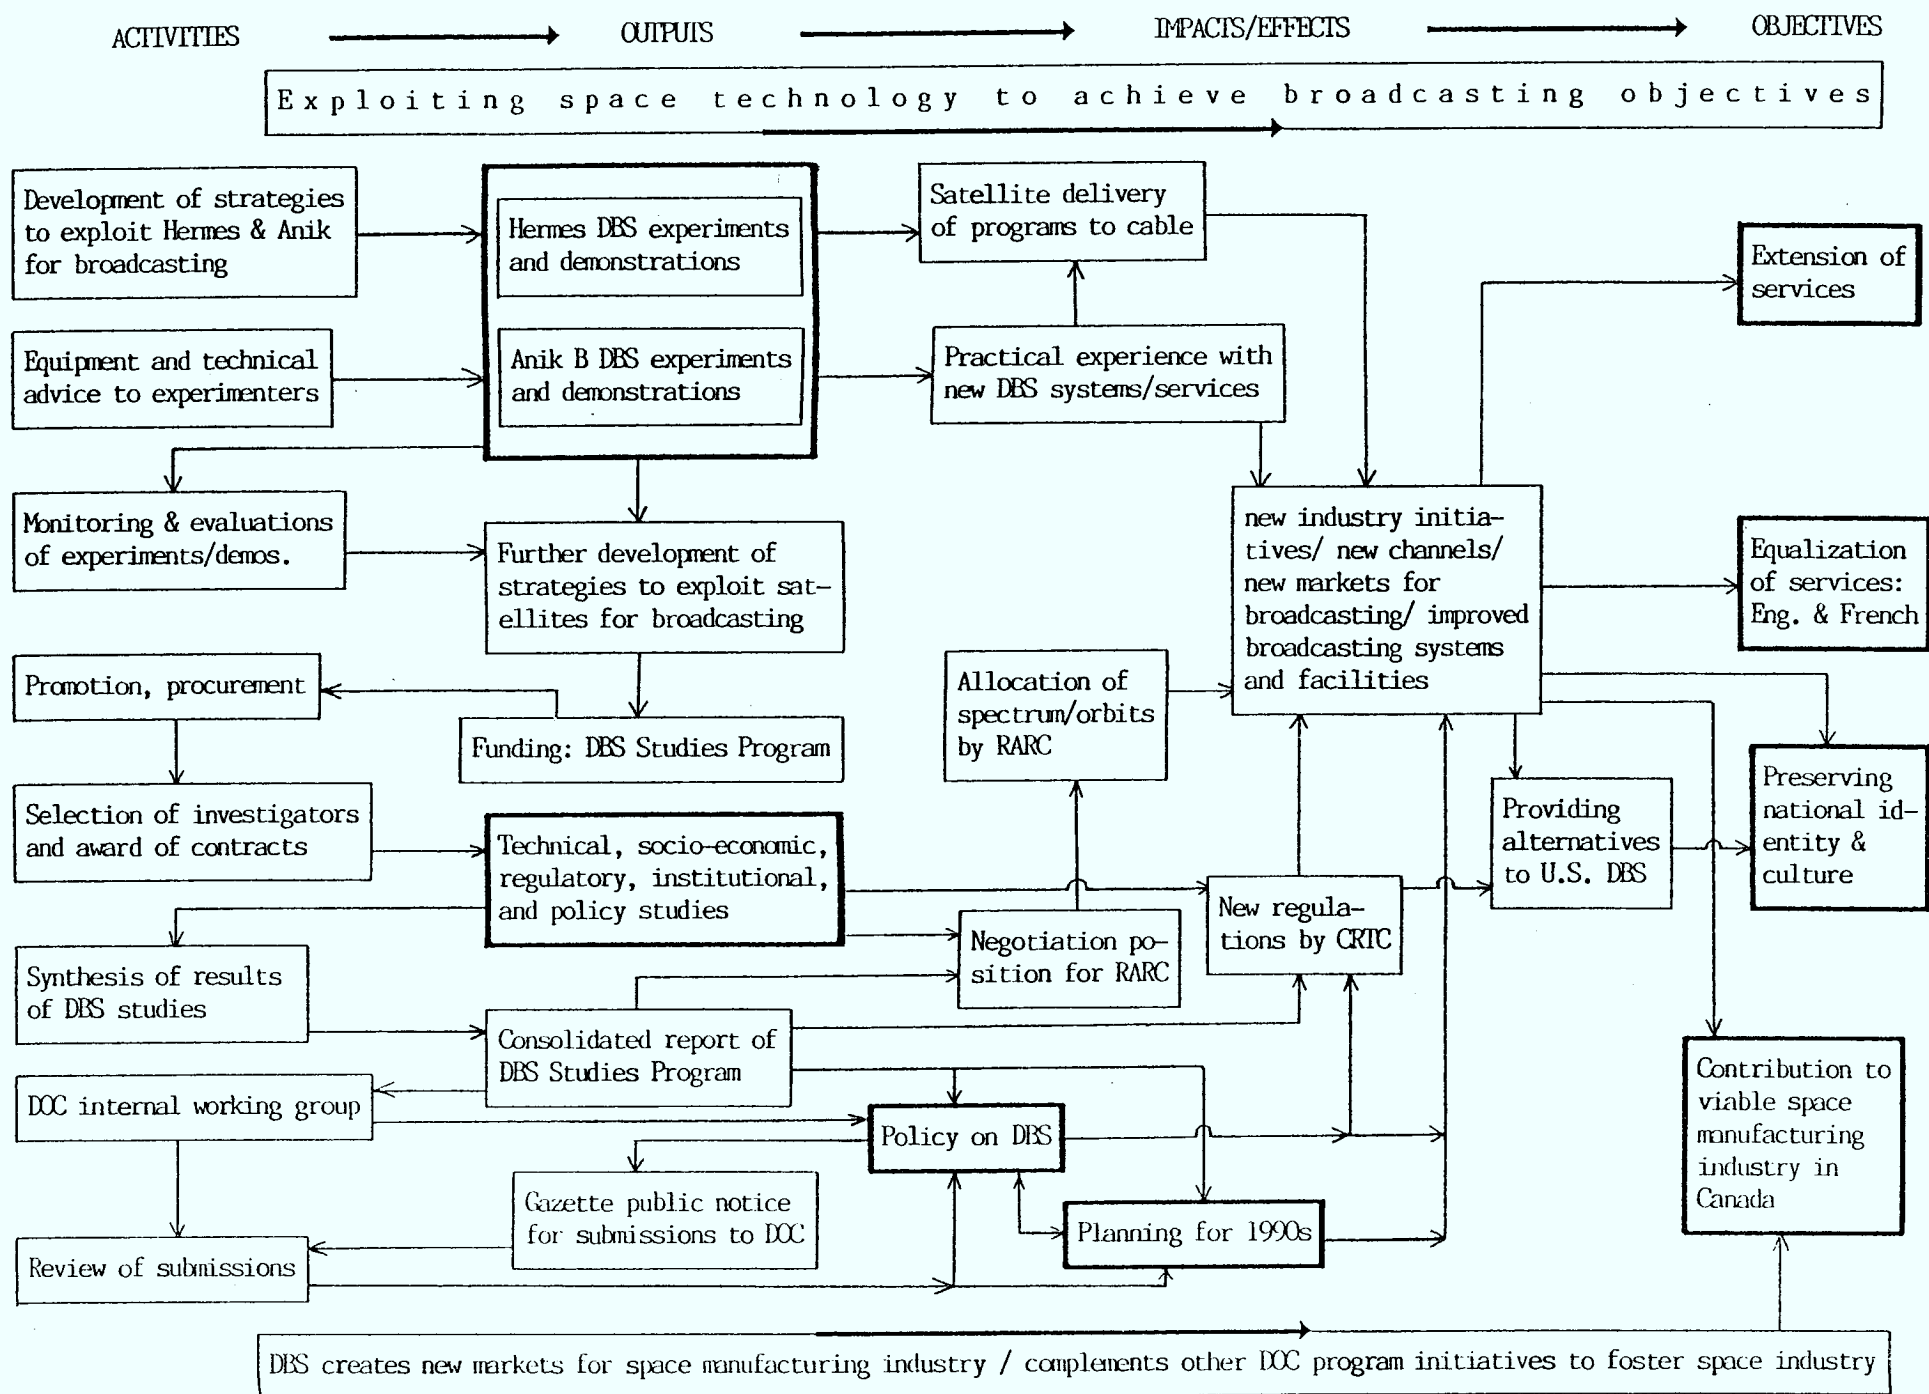 ACTIVITIES OUTPUTS IMPACTS/EFFECTS OBJECTIVES
Exploiting space technology to achieve broadcasting objectives
Development of strategies
to exploit Hermes & Anik
for broadcasting
Hermes DBS experiments
and demonstrations
Satellite delivery
of programs to cable
Extension of
services
Equipment and technical
advice to experimenters
Anik B DBS experiments
and demonstrations
Practical experience with
new DBS systems/services
Monitoring & evaluations
of experiments/demos.
Further development of
strategies to exploit sat-
ellites for broadcasting
new industry initia-
tives/ new channels/
new markets for
broadcasting/ improved
broadcasting systems
and facilities
Equalization
of services:
Eng. & French
Promotion, procurement
Funding: DBS Studies Program
Allocation of
spectrum/orbits
by RARC
Selection of investigators
and award of contracts
Technical, socio-economic,
regulatory, institutional,
and policy studies
Providing
alternatives
to U.S. DBS
Preserving
national id-
entity &
culture
New regula-
tions by CRTC
Negotiation po-
sition for RARC
Synthesis of results
of DBS studies
Consolidated report of
DBS Studies Program
DOC internal working group
Policy on DBS
Contribution to
viable space
manufacturing
industry in
Canada
Gazette public notice
for submissions to DOC
Planning for 1990s
Review of submissions
DBS creates new markets for space manufacturing industry / complements other DOC program initiatives to foster space industry